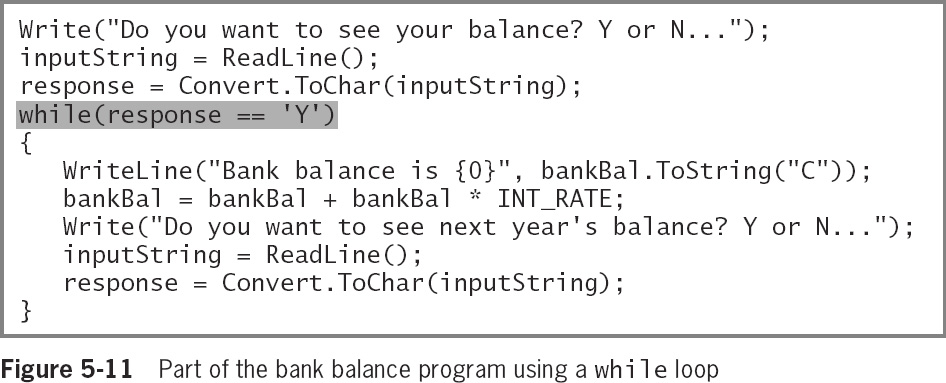 Write("Do you want to see your balance? Y or N...");
inputString = ReadLine();
response = Convert.ToChar(inputString);
while(response == 'Y')
{
   WriteLine("Bank balance is {0}", bankBal.ToString("C"));
   bankBal = bankBal + bankBal * INT_RATE;
   Write("Do you want to see next year's balance? Y or N...");
   inputString = ReadLine();
   response = Convert.ToChar(inputString);
}
Figure 5-11 Part of the bank balance program using a while loop